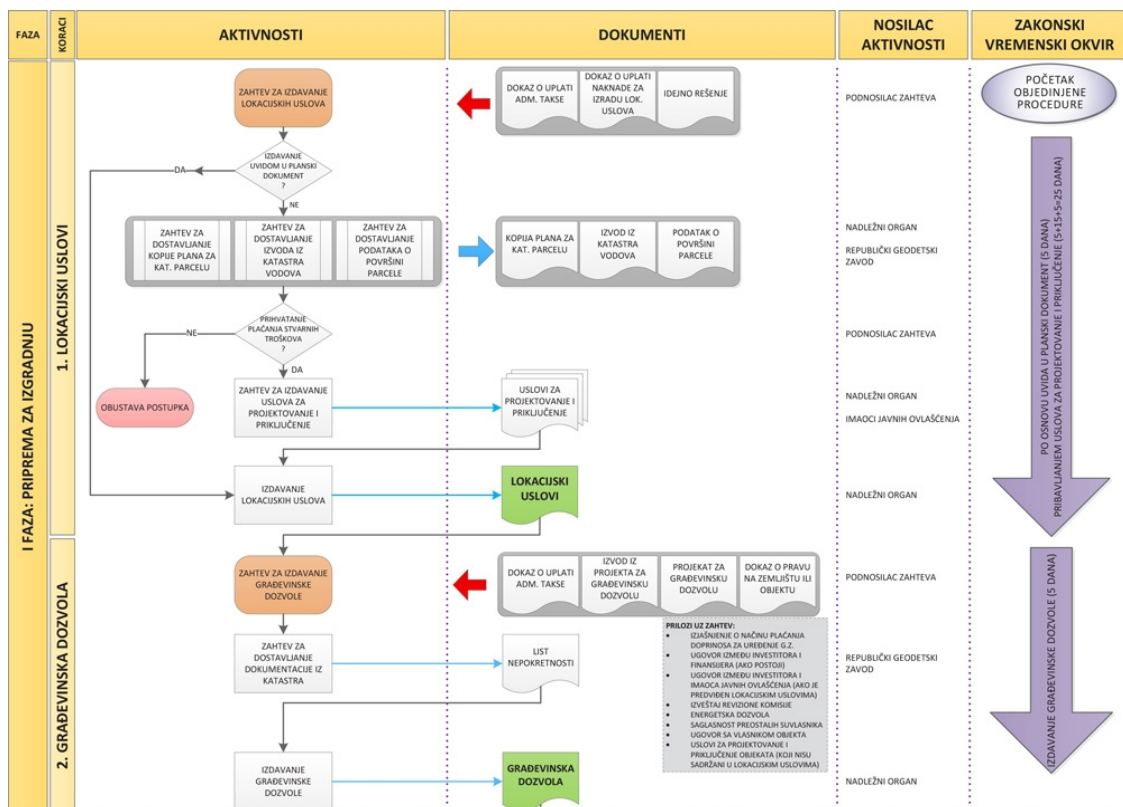 FAZA
KORACI
AKTIVNOSTI
DOKUMENTI
NOSILAC
AKTIVNOSTI
ZAKONSKI
VREMENSKI OKVIR
I FAZA: PRIPREMA ZA IZGRADNJU
1. LOKACIJSKI USLOVI
ZAHTEV ZA IZDAVANJE
LOKACIJSKIH USLOVA
DOKAZ O UPLATI
ADM. TAKSE
DOKAZ O UPLATI
NAKNADE ZA
IZRADU LOK.
USLOVA
IDEJNO REŠENJE
PODNOSILAC ZAHTEVA
POČETAK
OBJEDINJENE
PROCEDURE
IZDAVANJE
UVIDOM U PLANSKI
DOKUMENT
?
DA
NE
ZAHTEV ZA
DOSTAVLJANJE
KOPIJE PLANA ZA
KAT. PARCELU
ZAHTEV ZA
DOSTAVLJANJE
IZVODA IZ
KATASTRA
VODOVA
ZAHTEV ZA
DOSTAVLJANJE
PODATAKA O
POVRŠINI
PARCELE
KOPIJA PLANA ZA
KAT. PARCELU
IZVOD IZ
KATASTRA
VODOVA
PODATAK O
POVRŠINI
PARCELE
NADLEŽNI ORGAN
REPUBLIČKI GEODETSKI
ZAVOD
PO OSNOVU UVIDA U PLANSKI DOKUMENT (5 DANA)
PRIBAVLJANJEM USLOVA ZA PROJEKTOVANJE I PRIKLJUČENJE (5+15+5=25 DANA)
PRIHVATANJE
PLAĆANJA STVARNIH
TROŠKOVA
?
NE
DA
PODNOSILAC ZAHTEVA
OBUSTAVA POSTUPKA
ZAHTEV ZA IZDAVANJE
USLOVA ZA
PROJEKTOVANJE I
PRIKLJUČENJE
USLOVI ZA
PROJEKTOVANJE I
PRIKLJUČENJE
NADLEŽNI ORGAN
IMAOCI JAVNIH OVLAŠĆENJA
IZDAVANJE
LOKACIJSKIH USLOVA
LOKACIJSKI
USLOVI
NADLEŽNI ORGAN
2. GRAĐEVINSKA DOZVOLA
ZAHTEV ZA IZDAVANJE
GRAĐEVINSKE
DOZVOLE
DOKAZ O UPLATI
ADM. TAKSE
IZVOD IZ
PROJEKTA ZA
GRAĐEVINSKU
DOZVOLU
PROJEKAT ZA
GRAĐEVINSKU
DOZVOLU
DOKAZ O PRAVU
NA ZEMLJIŠTU ILI
OBJEKTU
PODNOSILAC ZAHTEVA
IZDAVANJE GRAĐEVINSKE DOZVOLE (5 DANA)
PRILOZI UZ ZAHTEV:
• IZJAŠNJENJE O NAČINU PLAĆANJA
DOPRINOSA ZA UREĐENJE G.Z.
• UGOVOR IZMEĐU INVESTITORA I
FINANSIJERA (AKO POSTOJI)
• UGOVOR IZMEĐU INVESTITORA I
IMAOCA JAVNIH OVLAŠĆENJA (AKO JE
PREDVIĐEN LOKACIJSKIM USLOVIMA)
• IZVEŠTAJ REVIZIONE KOMISIJE
• ENERGETSKA DOZVOLA
• SAGLASNOST PREOSTALIH SUVLASNIKA
• UGOVOR SA VLASNIKOM OBJEKTA
• USLOVI ZA PROJEKTOVANJE I
PRIKLJUČENJE OBJEKATA (KOJI NISU
SADRŽANI U LOKACIJSKIM USLOVIMA)
ZAHTEV ZA
DOSTAVLJANJE
DOKUMENTACIJE IZ
KATASTRA
LIST
NEPOKRETNOSTI
REPUBLIČKI GEODETSKI
ZAVOD
IZDAVANJE
GRAĐEVINSKE
DOZVOLE
GRAĐEVINSKA
DOZVOLA
NADLEŽNI ORGAN